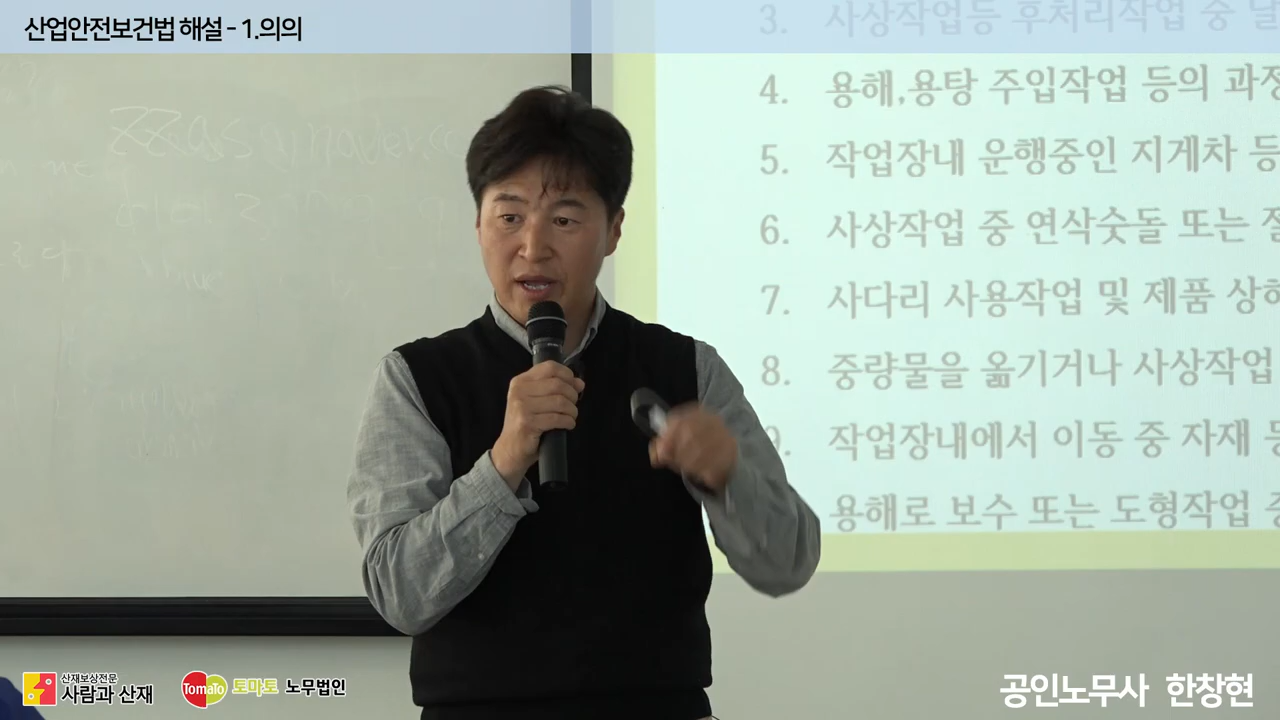 산업안전보건법 해설 - 1.의의
3. 사상작업등 후처리작업 중
4. 용해,용탕 주입작업 등의 과정
5. 작업장내 운행중인 지게차 등
6. 사상작업 중 연삭숫돌 또는
7. 사다리 사용작업 및 제품 상하
8. 중량물을 옮기거나 사상작업
9. 작업장내에서 이동 중 자재
용해로 보수 또는 도형작업
산재보상전문
사람과 산재
Tomato 토마토 노무법인
공인노무사 한창현